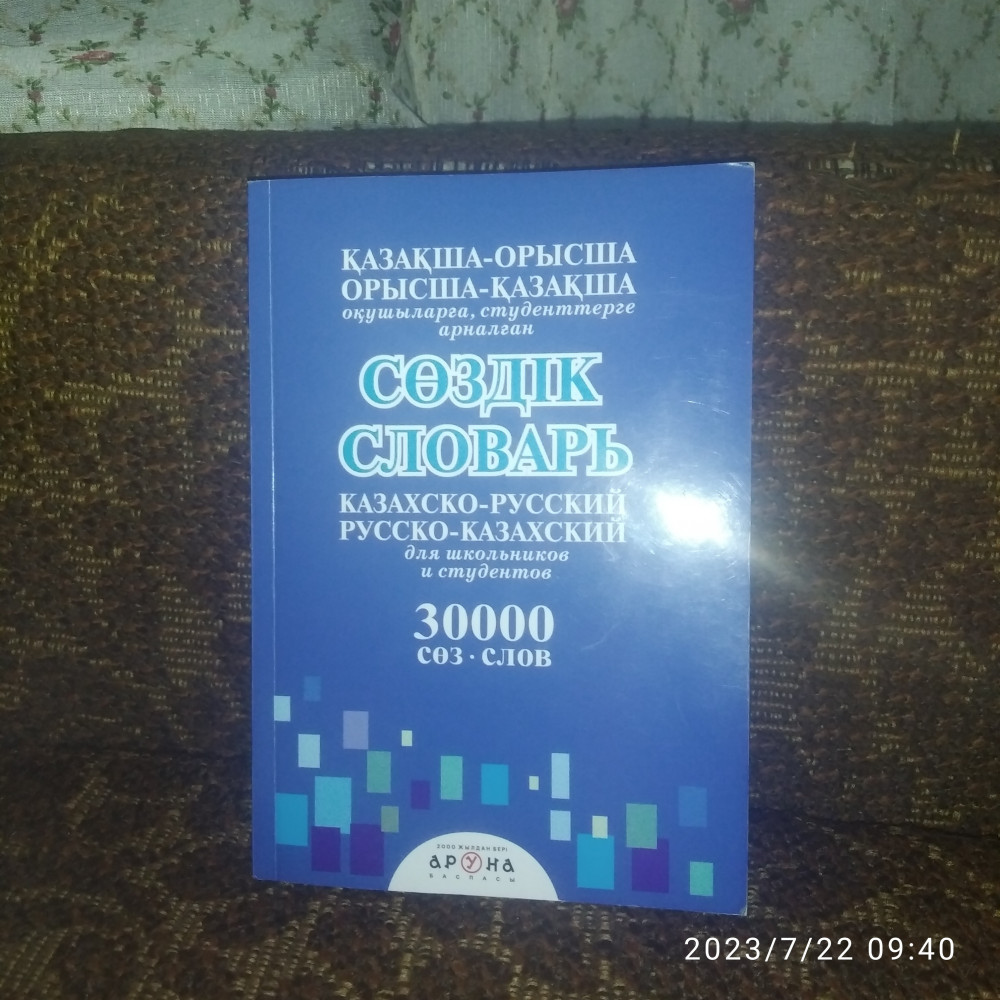 ҚАЗАҚША-ОРЫСША
ОРЫСША-ҚАЗАҚША
оқушыларға, студенттерге
арналған
СӨЗДІК
СЛОВАРЬ
КАЗАХСКО-РУССКИЙ
РУССКО-КАЗАХСКИЙ
для школьников
и студентов
30000
сөз · слов
2000 ЖЫЛДАН БЕРІ
АРУНА
БАСПАСЫ
2023/7/22 09:40